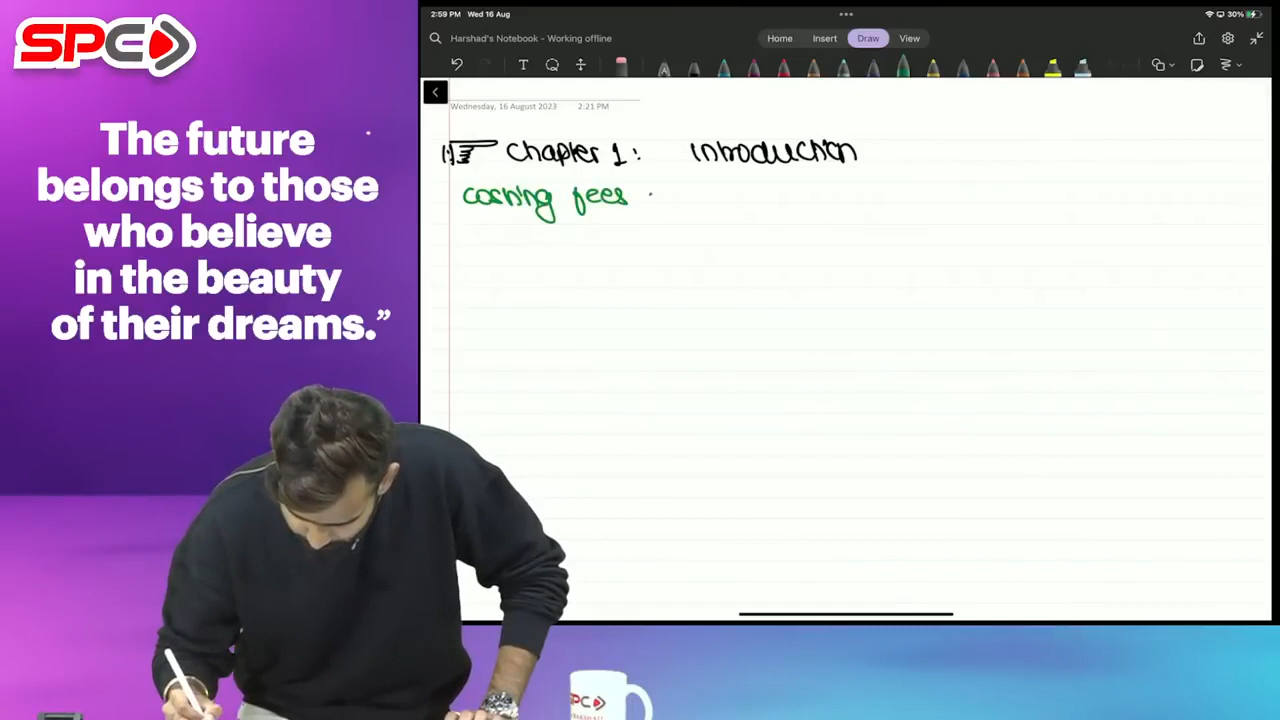 SPC
The future
belongs to those
who believe
in the beauty
of their dreams.”
2:59 PM Wed 16 Aug
30%
Harshad's Notebook - Working offline
Home Insert Draw View
Wednesday, 16 August 2023 2:21 PM
Chapter 1: Introduction
fees
SPC